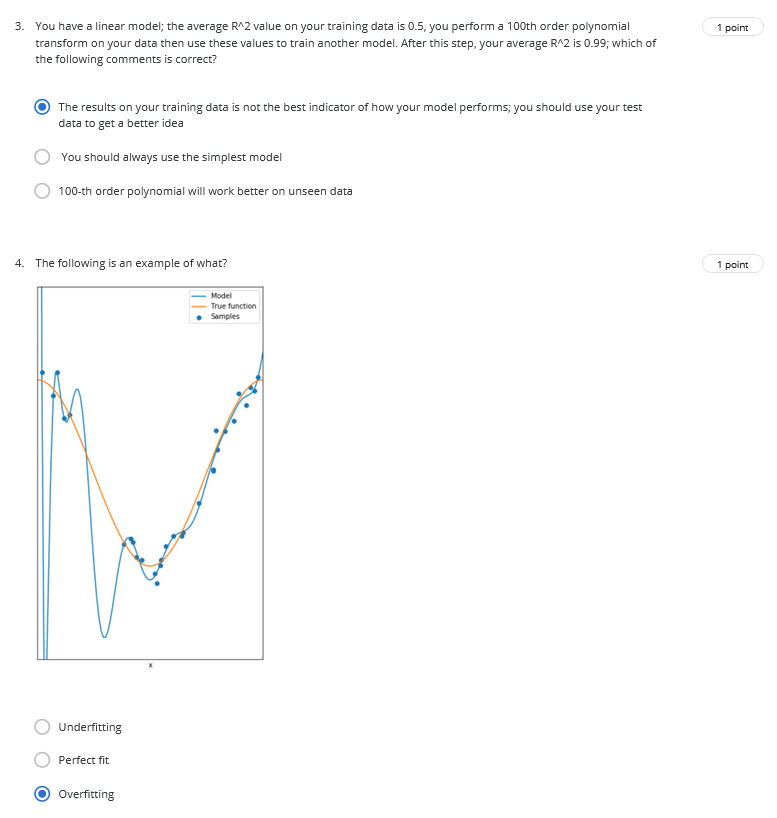 3. You have a linear model; the average R^2 value on your training data is 0.5, you perform a 100th order polynomial
1 point
transform on your data then use these values to train another model. After this step, your average R^2 is 0.99; which of
the following comments is correct?
The results on your training data is not the best indicator of how your model performs; you should use your test
data to get a better idea
You should always use the simplest model
100-th order polynomial will work better on unseen data
4. The following is an example of what?
1 point
Model
True function
Samples
x
Underfitting
Perfect fit
Overfitting